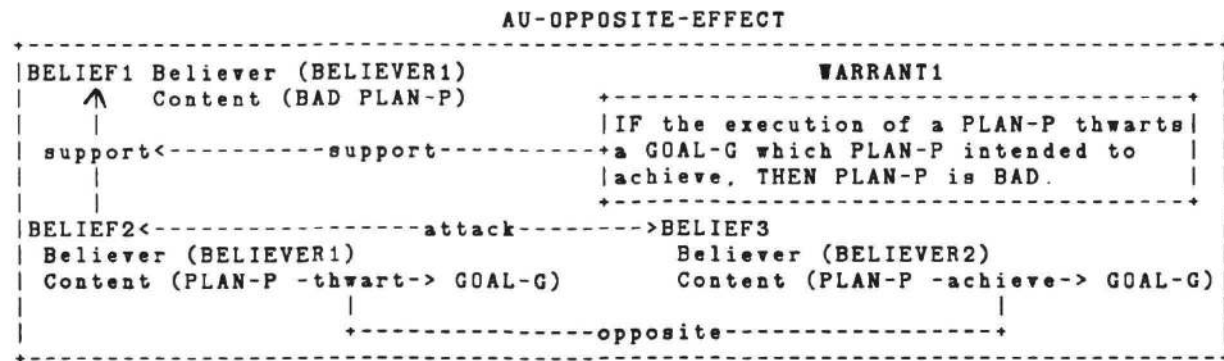 AU-OPPOSITE-EFFECT
BELIEF1 Believer (BELIEVER1) WARRANT1
Content (BAD PLAN-P)
IF the execution of a PLAN-P thwarts
support<----------support----------a GOAL-G which PLAN-P intended to
achieve, THEN PLAN-P is BAD.
BELIEF2<----------------attack-------->BELIEF3
Believer (BELIEVER1) Believer (BELIEVER2)
Content (PLAN-P -thwart-> GOAL-G) Content (PLAN-P -achieve-> GOAL-G)
opposite